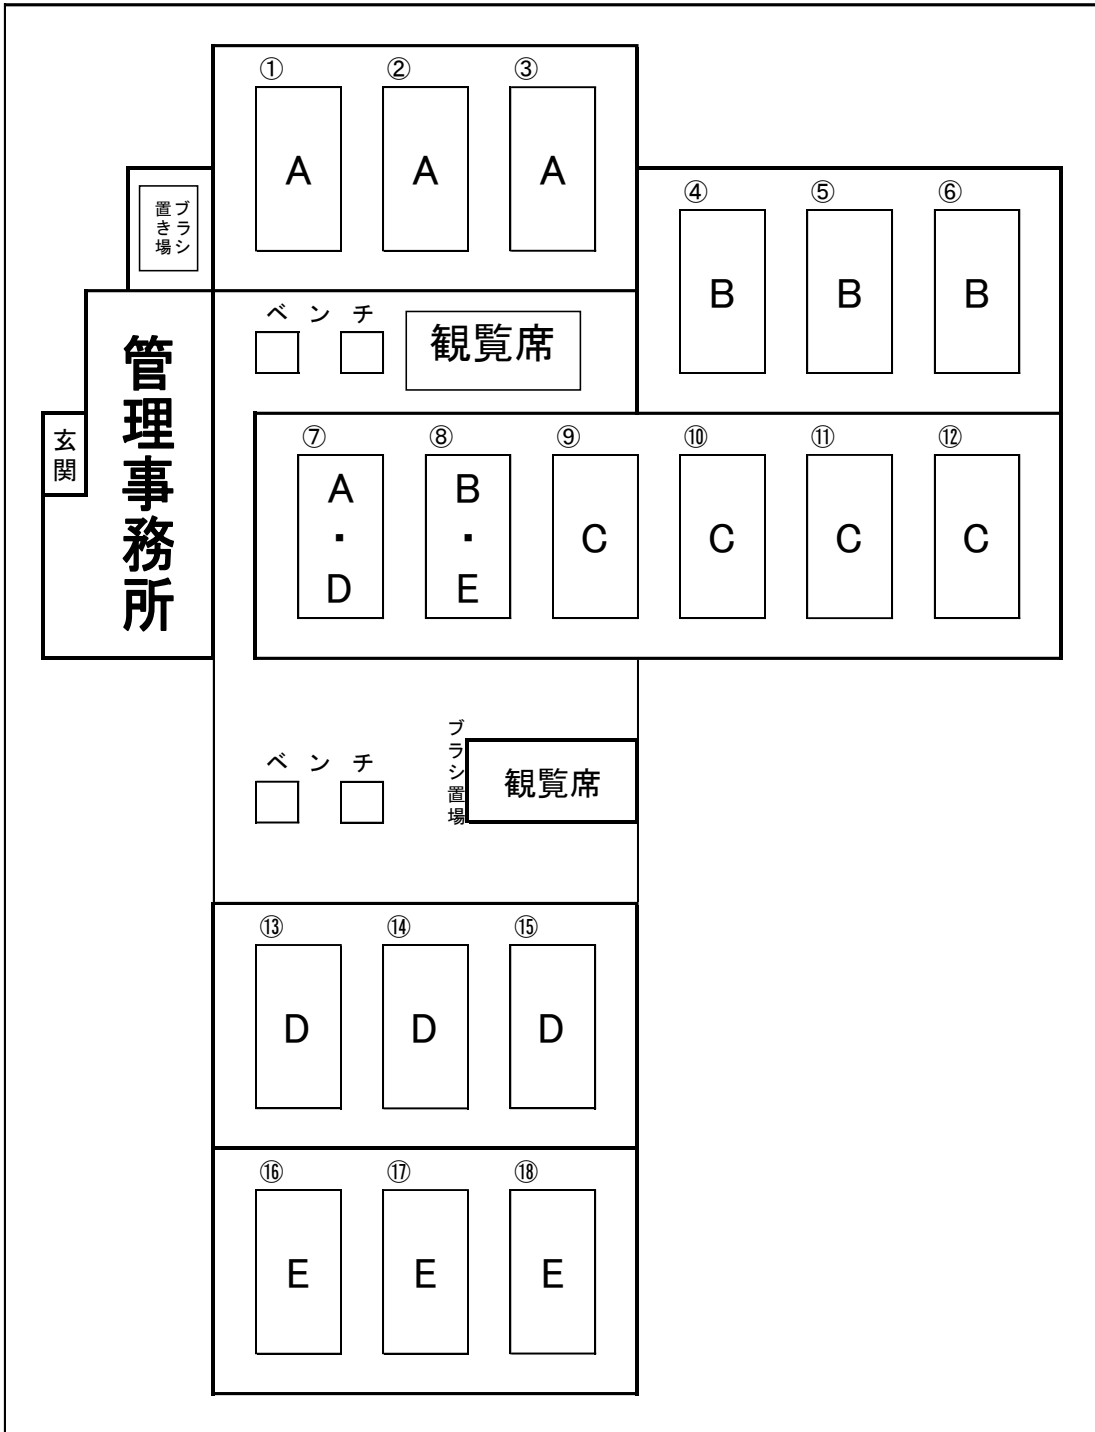 ① ② ③
A A A
④ ⑤ ⑥
B B B
ブラシ
置き場
ベンチ
観覧席
管理事務所
玄関
⑦ ⑧ ⑨ ⑩ ⑪ ⑫
A・D B・E C C C C
ベンチ
ブラシ置場
観覧席
⑬ ⑭ ⑮
D D D
⑯ ⑰ ⑱
E E E